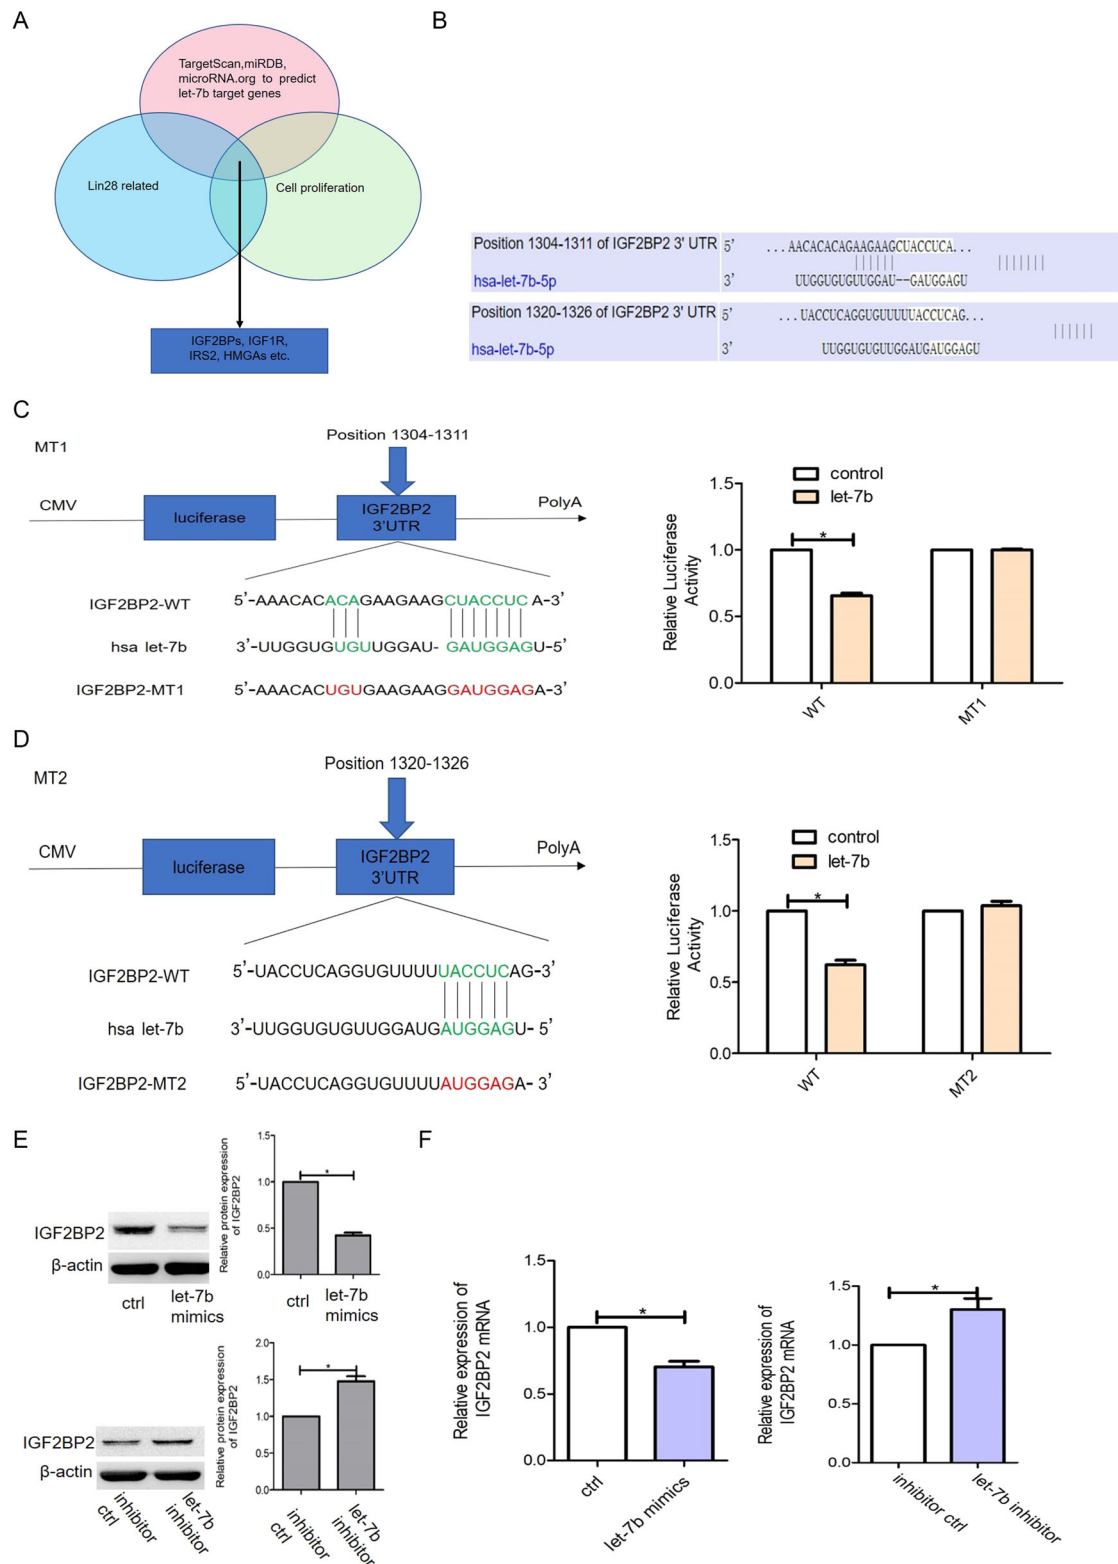 A
TargetScan,miRDB,
microRNA.org to predict
let-7b target genes
Lin28 related
Cell proliferation
IGF2BPs, IGF1R,
IRS2, HMGAs etc.
B
Position 1304-1311 of IGF2BP2 3' UTR 5' ...AACACACAGAAGAAGCUACCUCA...
hsa-let-7b-5p 3' UUGGUGUGUUGGAU--GAUGGAGU
Position 1320-1326 of IGF2BP2 3' UTR 5' ...UACCUCAGGUGUUUUUACCUCAG...
hsa-let-7b-5p 3' UUGGUGUGUUGGAUGAUGGAGU
C
MT1
Position 1304-1311
CMV
luciferase
IGF2BP2
3'UTR
PolyA
IGF2BP2-WT 5'-AAACACACAGAAGAAGCUACCUC A-3'
hsa let-7b 3'-UUGGUGUGUUGGAU- GAUGGAGU-5'
IGF2BP2-MT1 5'-AAACACUGUGAAGAAGGAUGGAGA-3'
control
let-7b
Relative Luciferase
Activity
1.5
1.0
0.5
0.0
WT
MT1
D
MT2
Position 1320-1326
CMV
luciferase
IGF2BP2
3'UTR
PolyA
IGF2BP2-WT 5'-UACCUCAGGUGUUUUUACCUCAG-3'
hsa let-7b 3'-UUGGUGUGUUGGAUGAUGGAGU- 5'
IGF2BP2-MT2 5'-UACCUCAGGUGUUUUAUGGAGA- 3'
control
let-7b
Relative Luciferase
Activity
1.5
1.0
0.5
0.0
WT
MT2
E
IGF2BP2
β-actin
ctrl
let-7b
mimics
Relative protein expression
of IGF2BP2
1.5
1.0
0.5
0.0
*
ctrl
let-7b
mimics
IGF2BP2
β-actin
inhibitor
ctrl
let-7b
inhibitor
Relative protein expression
of IGF2BP2
2.0
1.5
1.0
0.5
0.0
*
inhibitor
ctrl
let-7b
inhibitor
F
Relative expression of
IGF2BP2 mRNA
1.5
1.0
0.5
0.0
*
ctrl
let-7b mimics
Relative expression of
IGF2BP2 mRNA
1.5
1.0
0.5
0.0
*
inhibitor ctrl
let-7b inhibitor